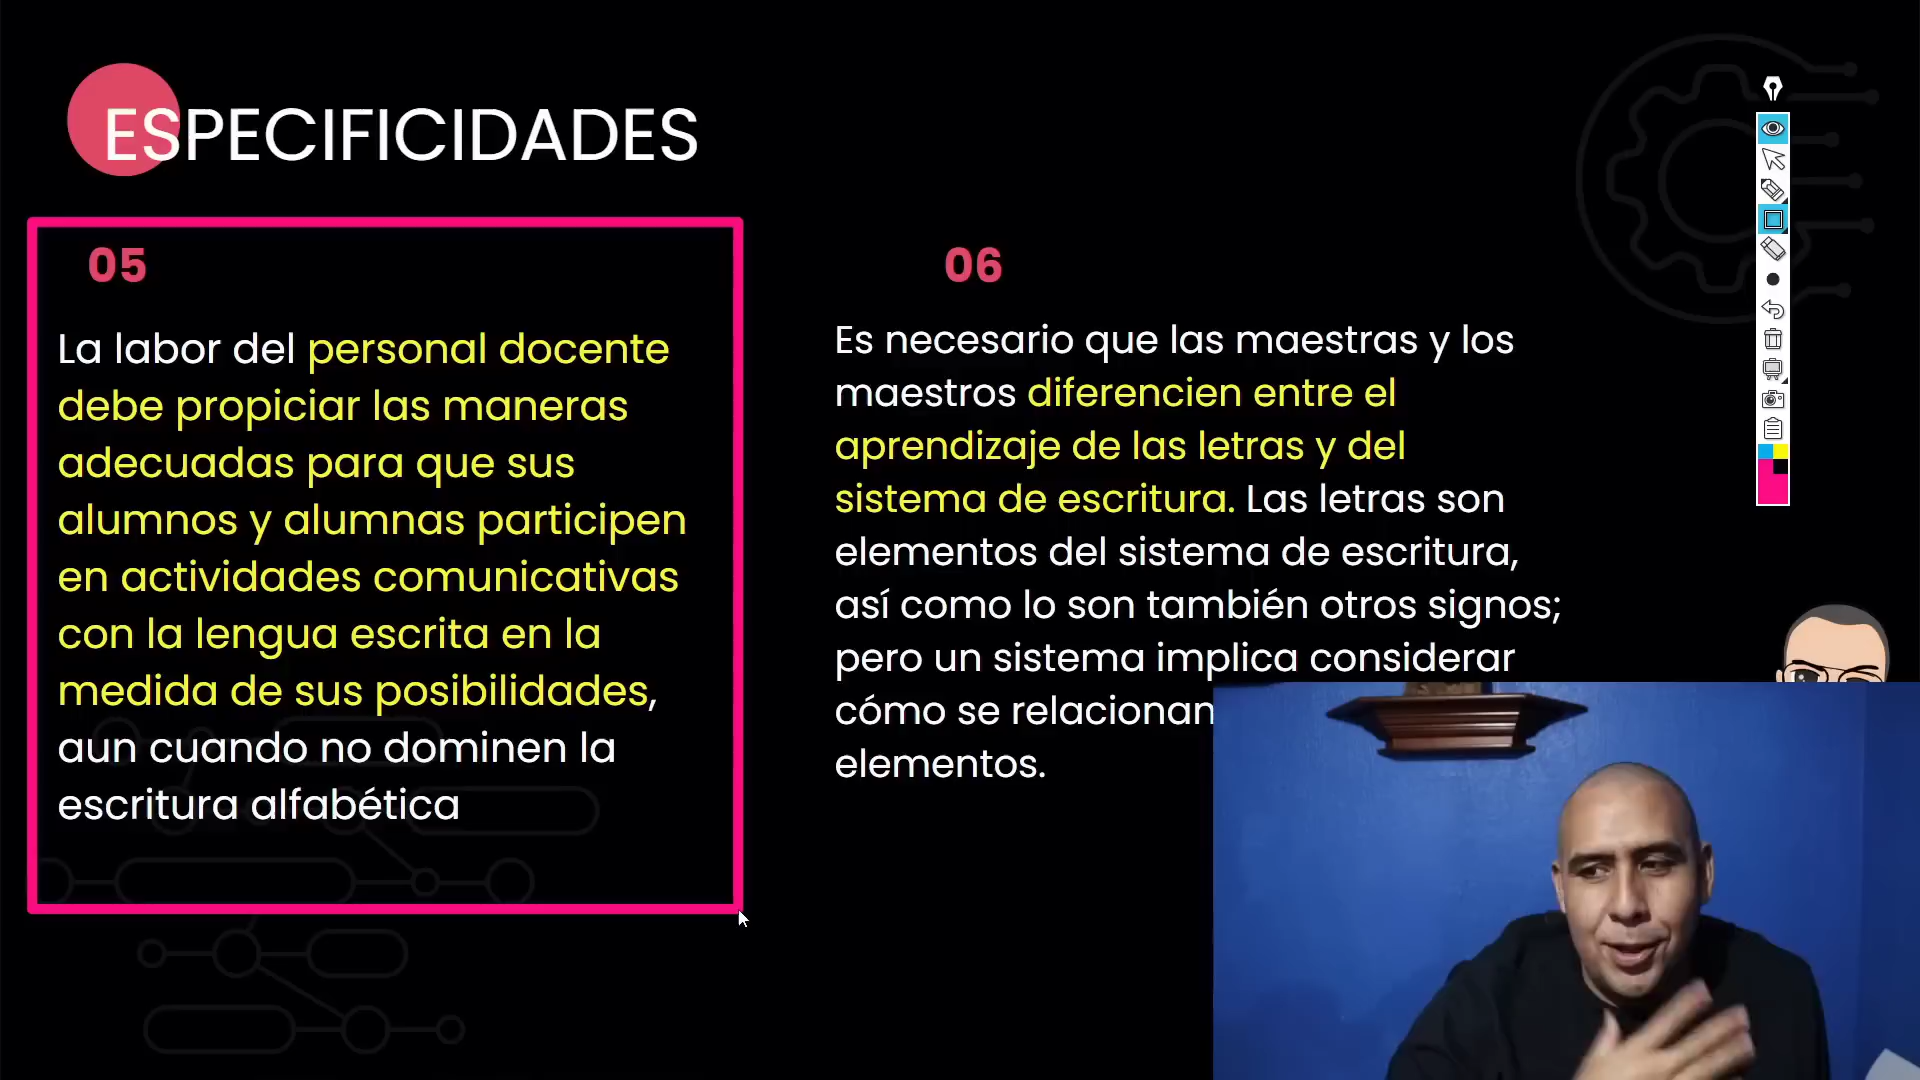 ESPECIFICIDADES
05
La labor del personal docente
debe propiciar las maneras
adecuadas para que sus
alumnos y alumnas participen
en actividades comunicativas
con la lengua escrita en la
medida de sus posibilidades,
aun cuando no dominen la
escritura alfabética
06
Es necesario que las maestras y los
maestros diferencien entre el
aprendizaje de las letras y del
sistema de escritura. Las letras son
elementos del sistema de escritura,
así como lo son también otros signos;
pero un sistema implica considerar
cómo se relacionan
elementos.